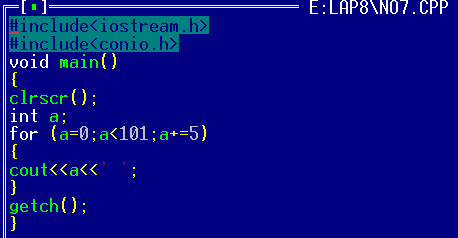 [■] E:LAP8\NO7.CPP
#include<iostream.h>
#include<conio.h>
void main()
{
clrscr();
int a;
for (a=0;a<101;a+=5)
{
cout<<a<<' ';
}
getch();
}